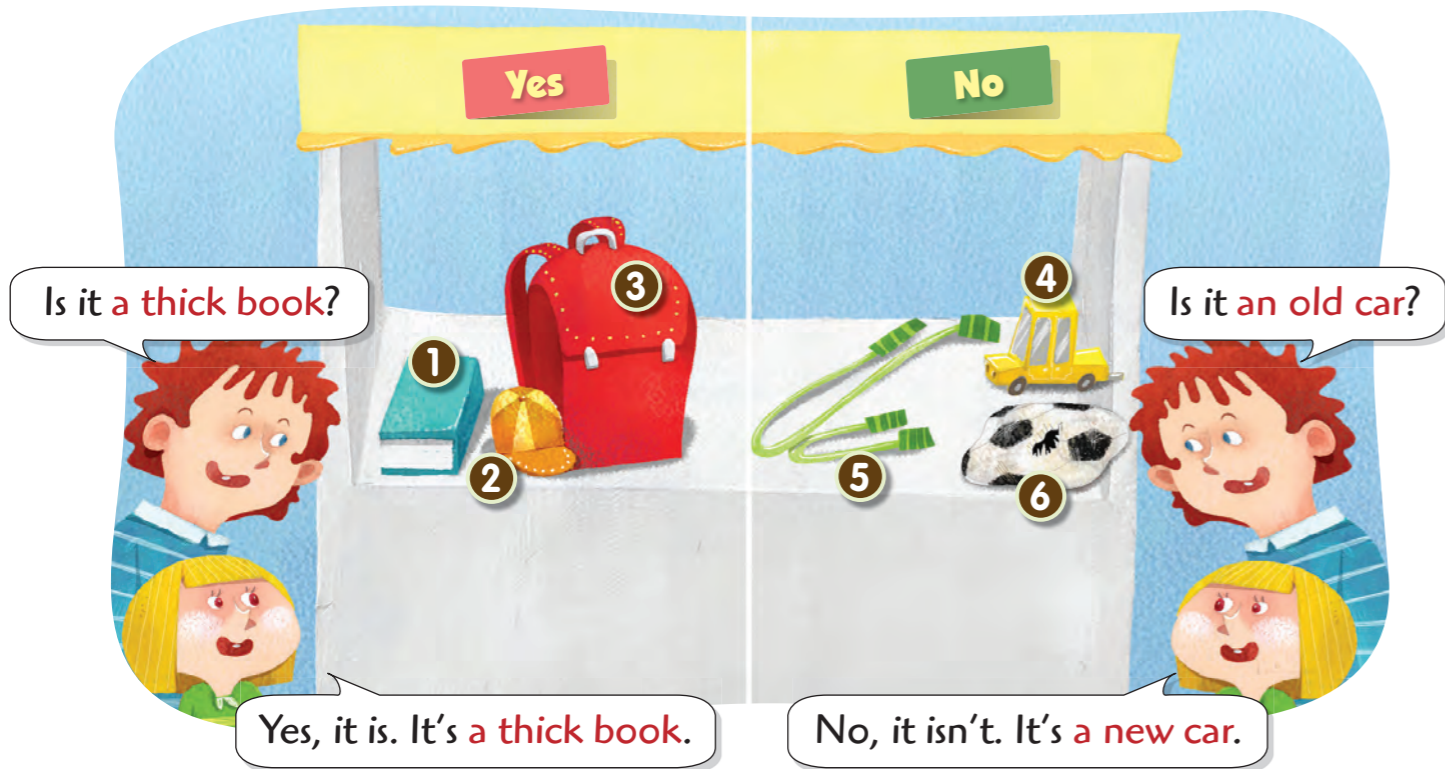 Yes
No
3
4
Is it a thick book?
Is it an old car?
1
2
5
6
Yes, it is. It's a thick book.
No, it isn't. It's a new car.